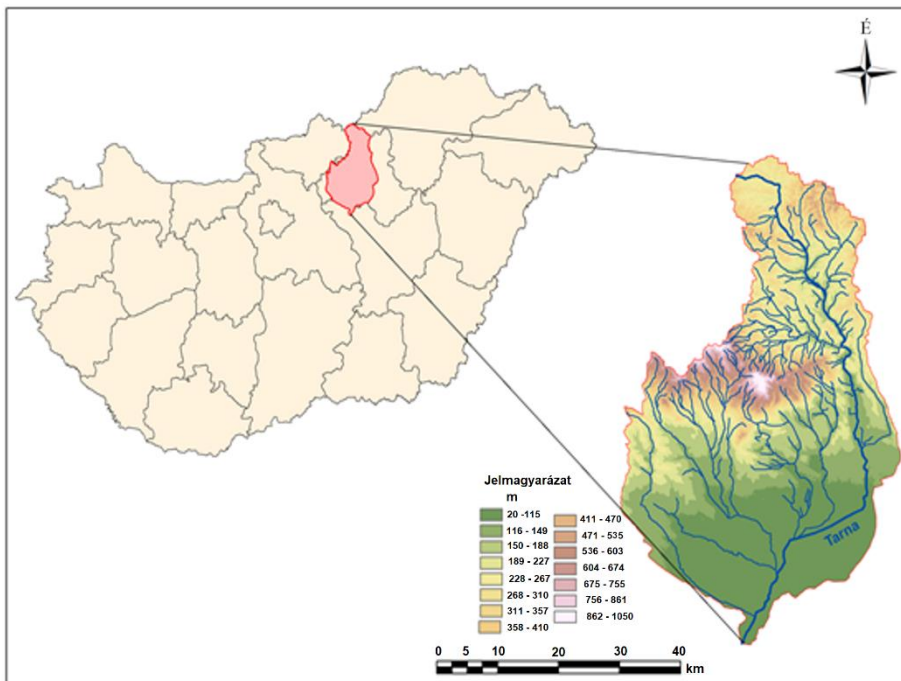 É
Jelmagyarázat
m
20 -115
116 - 149
150 - 188
189 - 227
228 - 267
268 - 310
311 - 357
358 - 410
411 - 470
471 - 535
536 - 603
604 - 674
675 - 755
756 - 861
862 - 1050
Tarna
0 5 10 20 30 40
km